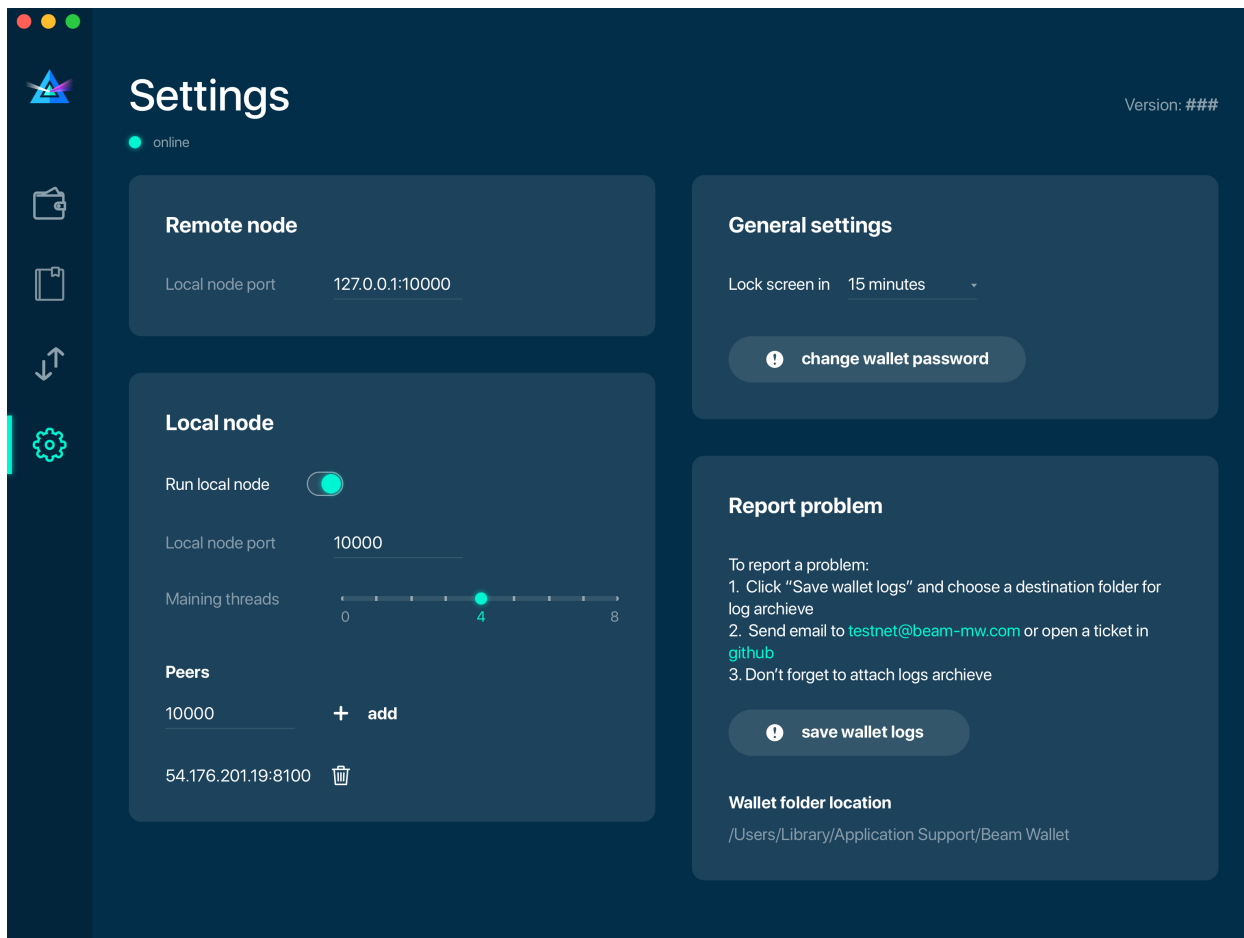 Settings
Version: ###
online
Remote node
Local node port 127.0.0.1:10000
Local node
Run local node
Local node port 10000
Maining threads
0 4 8
Peers
10000 + add
54.176.201.19:8100
General settings
Lock screen in 15 minutes
change wallet password
Report problem
To report a problem:
1. Click “Save wallet logs” and choose a destination folder for
log archieve
2. Send email to testnet@beam-mw.com or open a ticket in
github
3. Don’t forget to attach logs archieve
save wallet logs
Wallet folder location
/Users/Library/Application Support/Beam Wallet